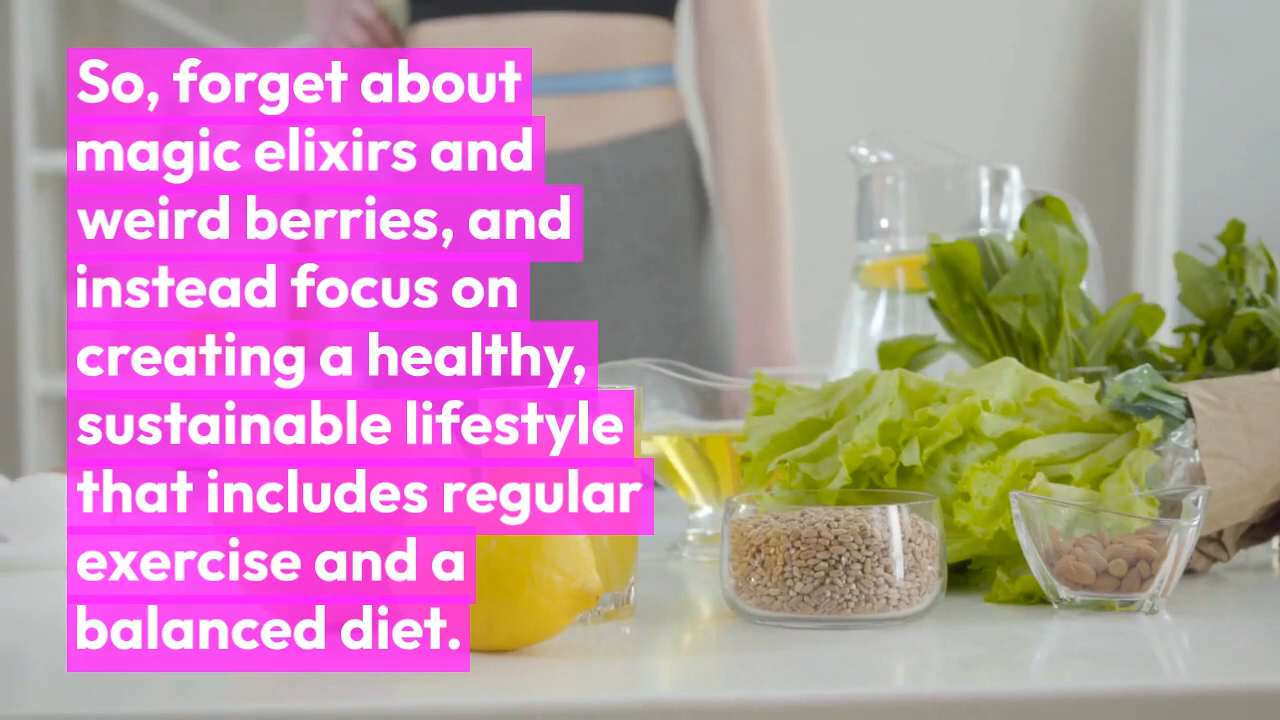 So, forget about
magic elixirs and
weird berries, and
instead focus on
creating a healthy,
sustainable lifestyle
that includes regular
exercise and a
balanced diet.